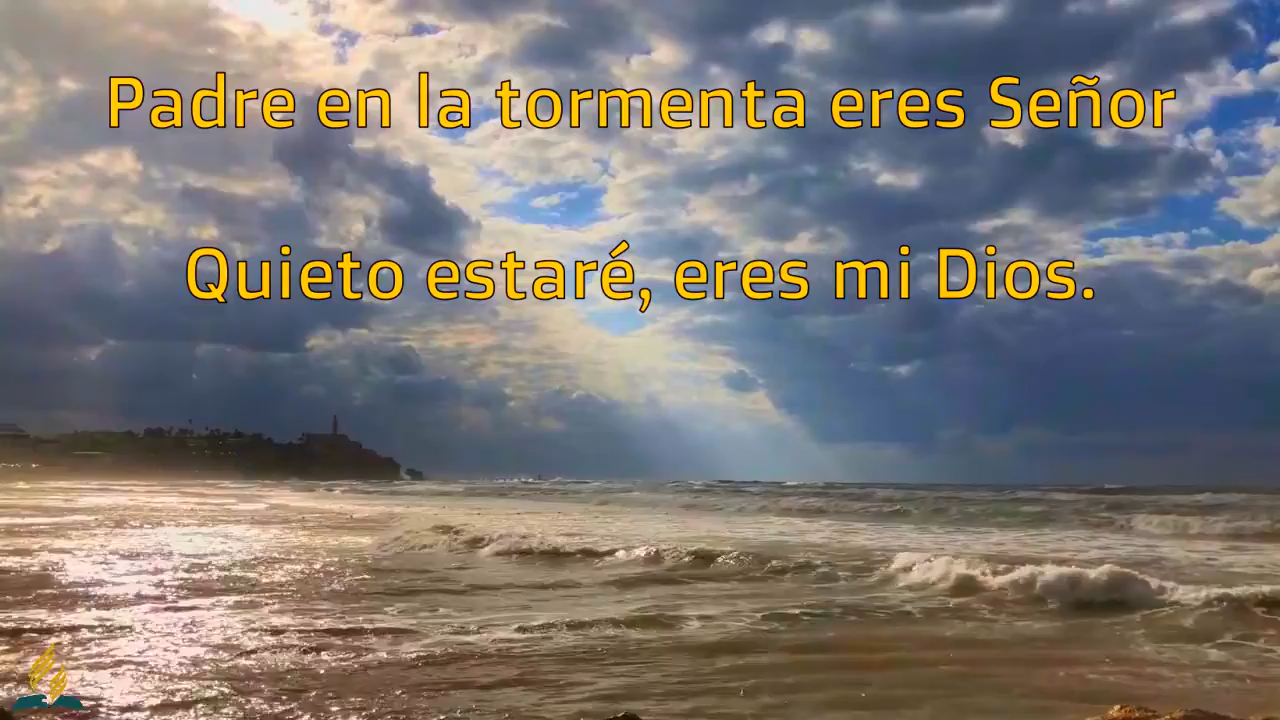 Padre en la tormenta eres Señor
Quieto estaré, eres mi Dios.